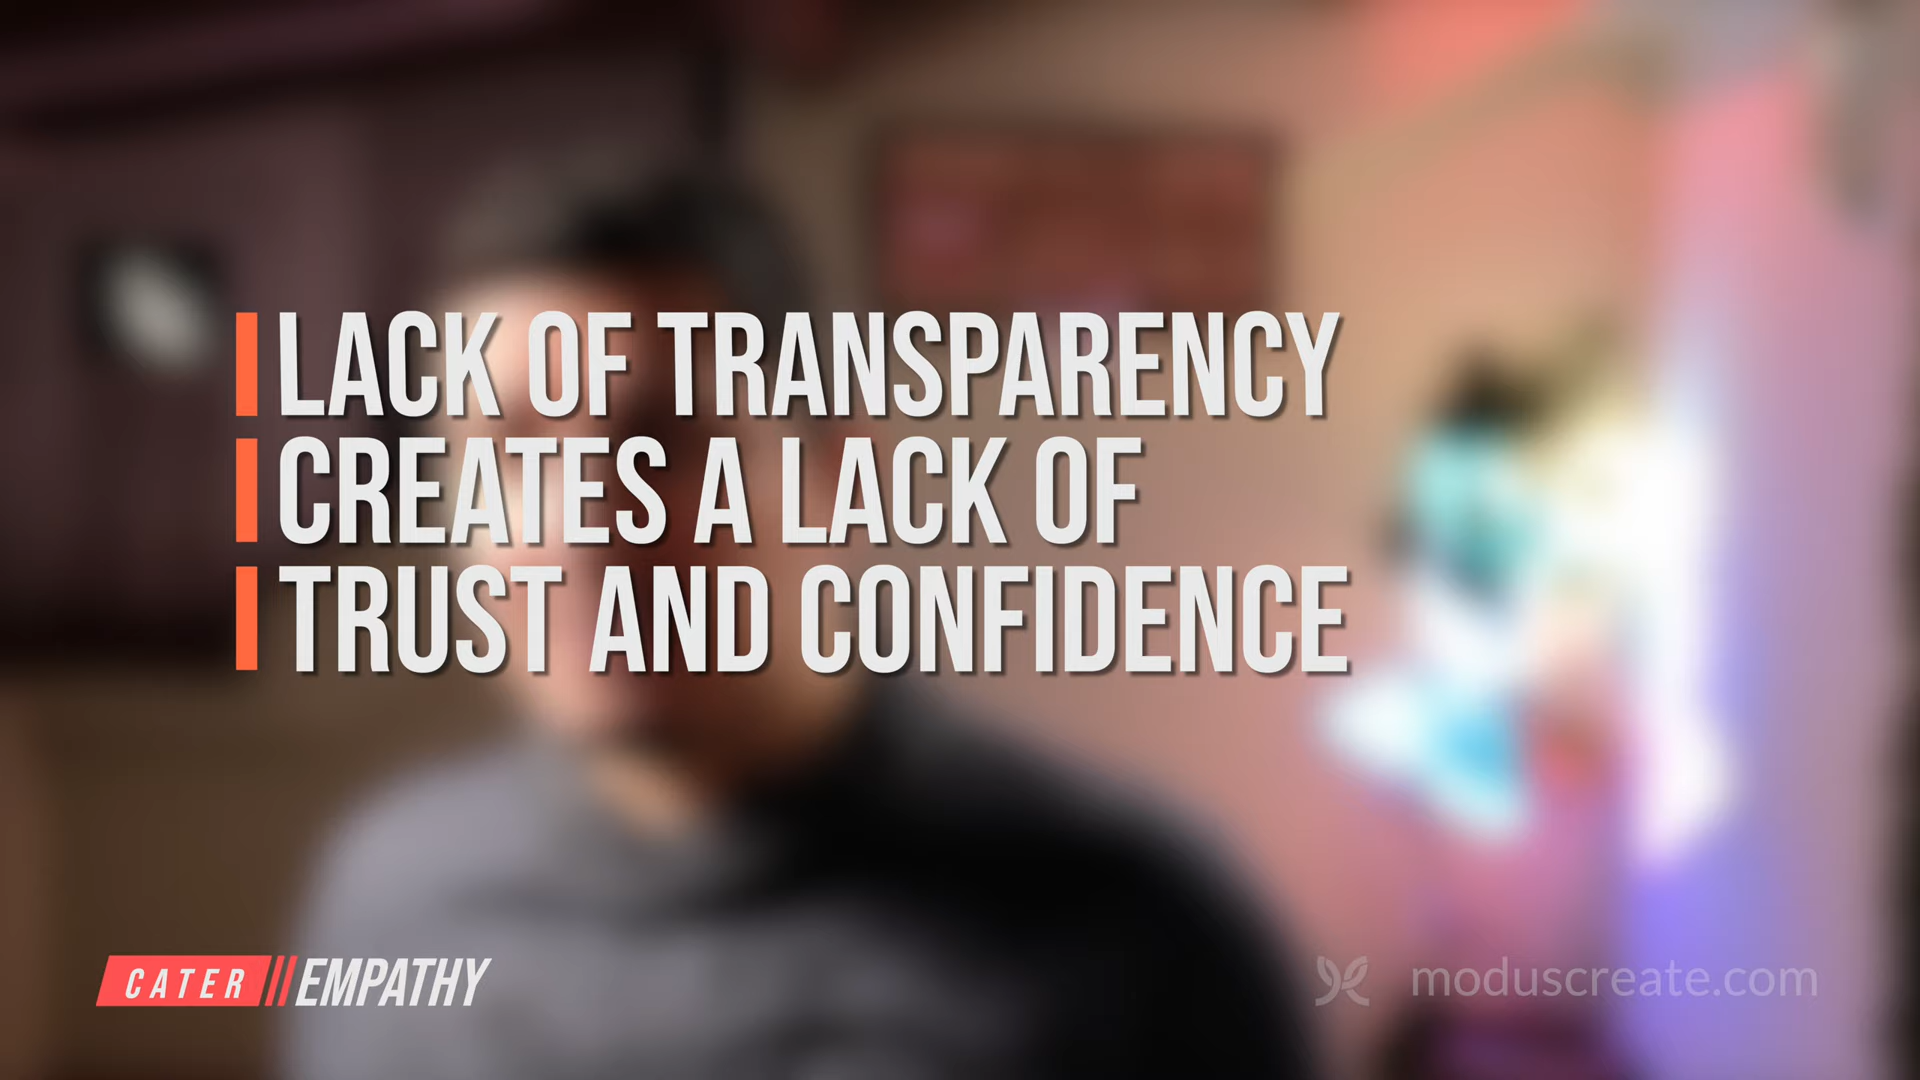 LACK OF TRANSPARENCY
CREATES A LACK OF
TRUST AND CONFIDENCE
CATER//EMPATHY
moduscreate.com